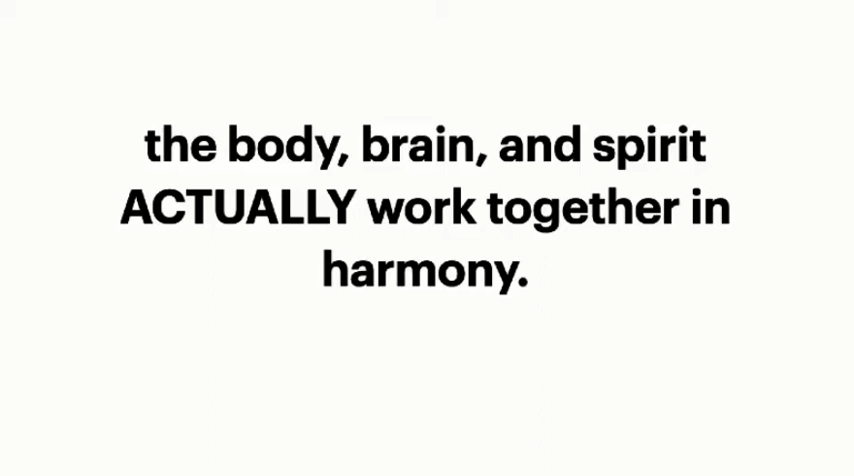 the body, brain, and spirit
ACTUALLY work together in
harmony.